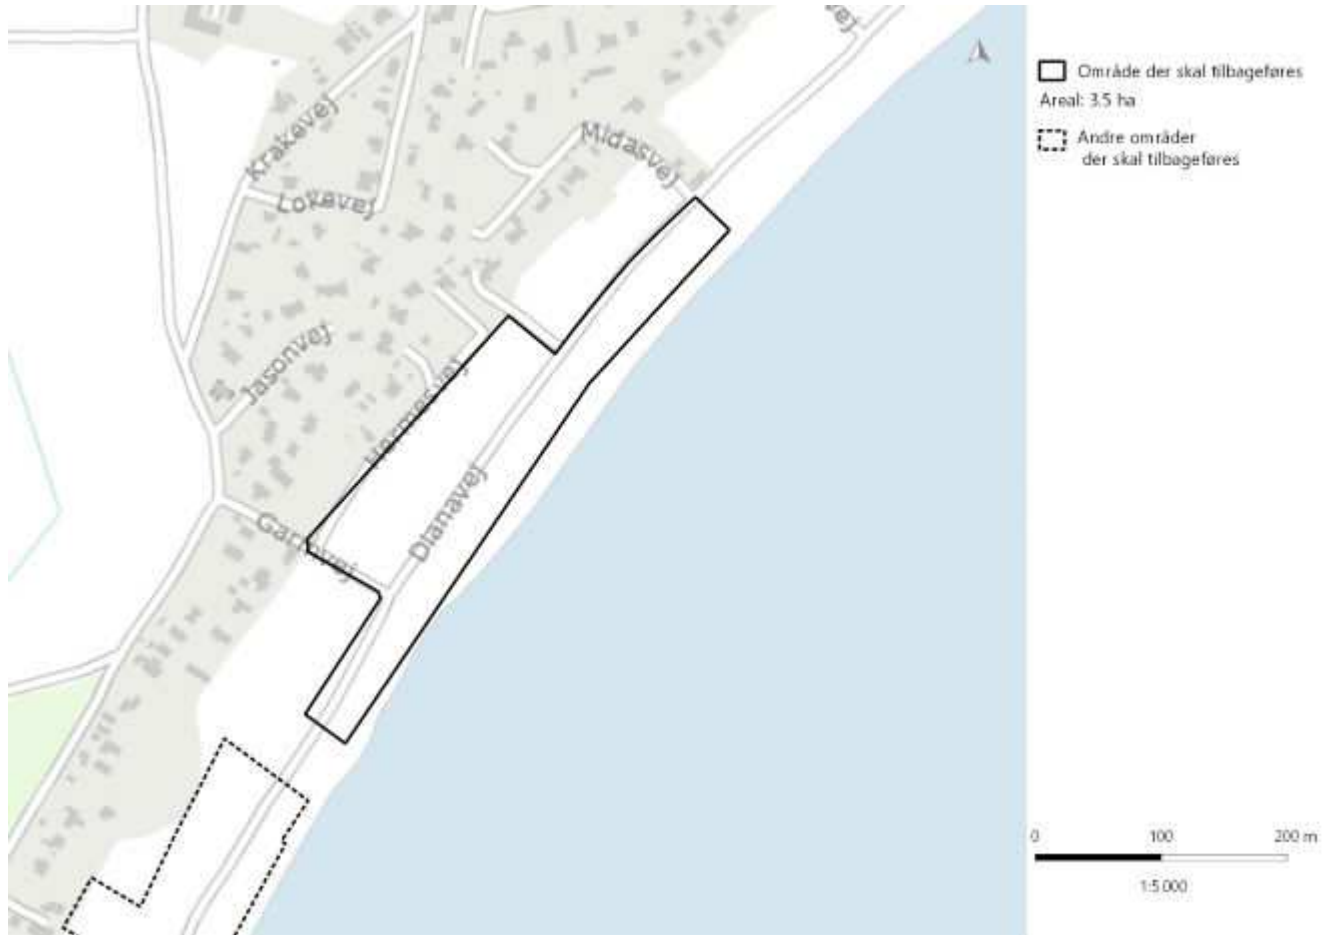 Område der skal tilbageføres
Areal: 3.5 ha
Andre områder
der skal tilbageføres
Midasvej
Krakevej
Lokevej
Jasonvej
Hermesvej
Dianavej
0 100 200 m
1:5.000